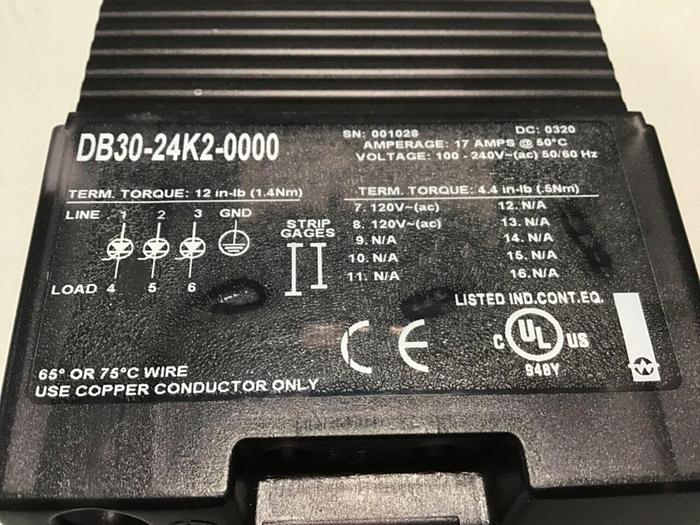 DB30-24K2-0000
SN: 001028 DC: 0320
AMPERAGE: 17 AMPS @ 50°C
VOLTAGE: 100 - 240V~(ac) 50/60 Hz
TERM. TORQUE: 12 in-lb (1.4Nm)
LINE 1 2 3 GND
LOAD 4 5 6
STRIP
GAGES
TERM. TORQUE: 4.4 in-lb (.5Nm)
7. 120V~(ac) 12. N/A
8. 120V~(ac) 13. N/A
9. N/A 14. N/A
10. N/A 15. N/A
11. N/A 16. N/A
LISTED IND.CONT.EQ.
CE
C UL US
948Y
W
65° OR 75°C WIRE
USE COPPER CONDUCTOR ONLY